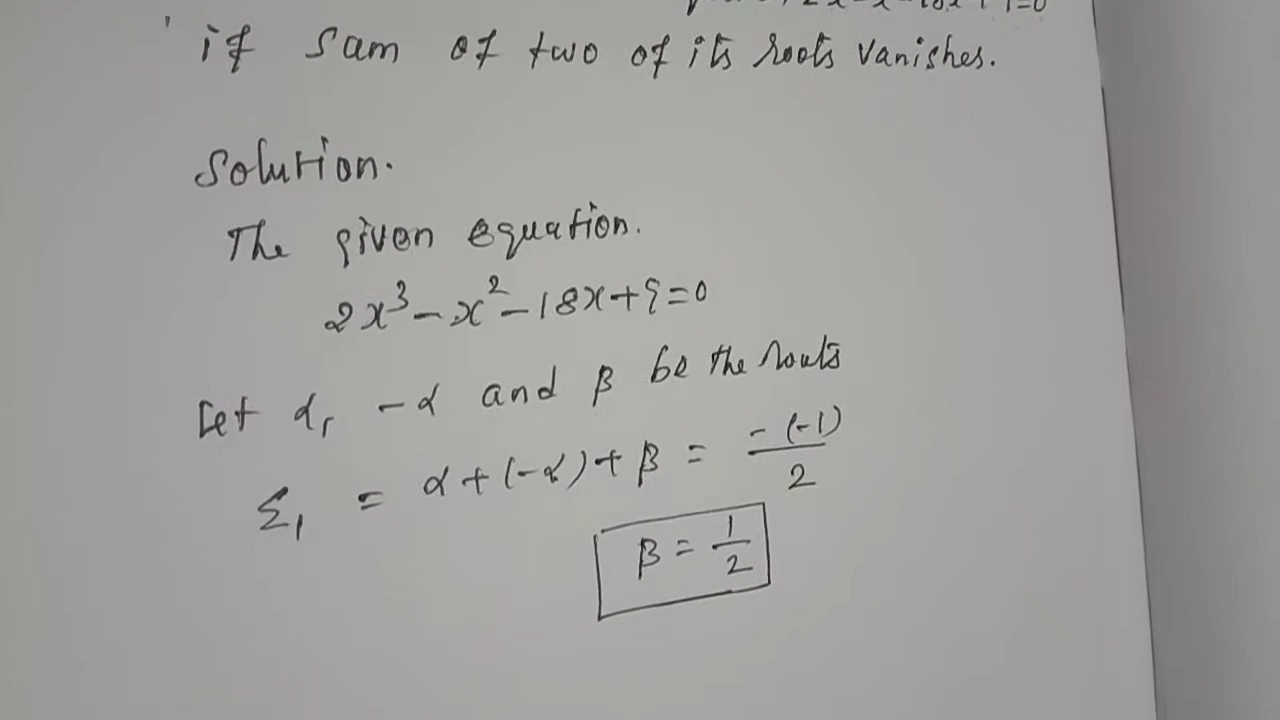 if sum of two of its roots vanishes.
Solution.
The given equation.
2x³-x²-18x+9=0
Let α, -α and β be the roots
Σ₁ = α+(-α)+β = -(-1)/2
β = 1/2